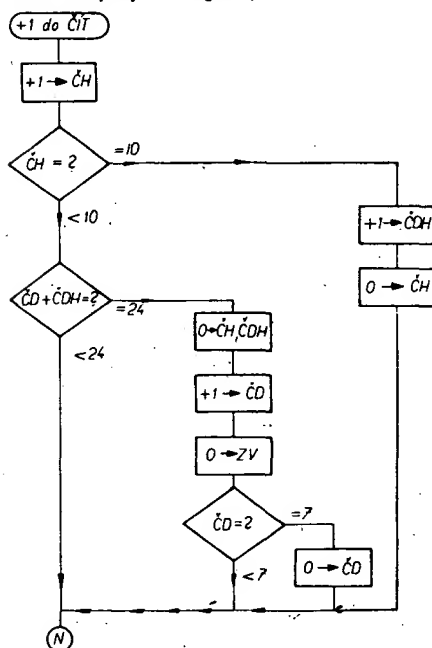 +1 do ČÍT
+1 → ČH
ČH = ?
=10
<10
+1 → ČDH
0 → ČH
ČD + ČDH = ?
=24
<24
0 → ČH, ČDH
+1 → ČD
0 → ZV
ČD = ?
=7
<7
0 → ČD
N